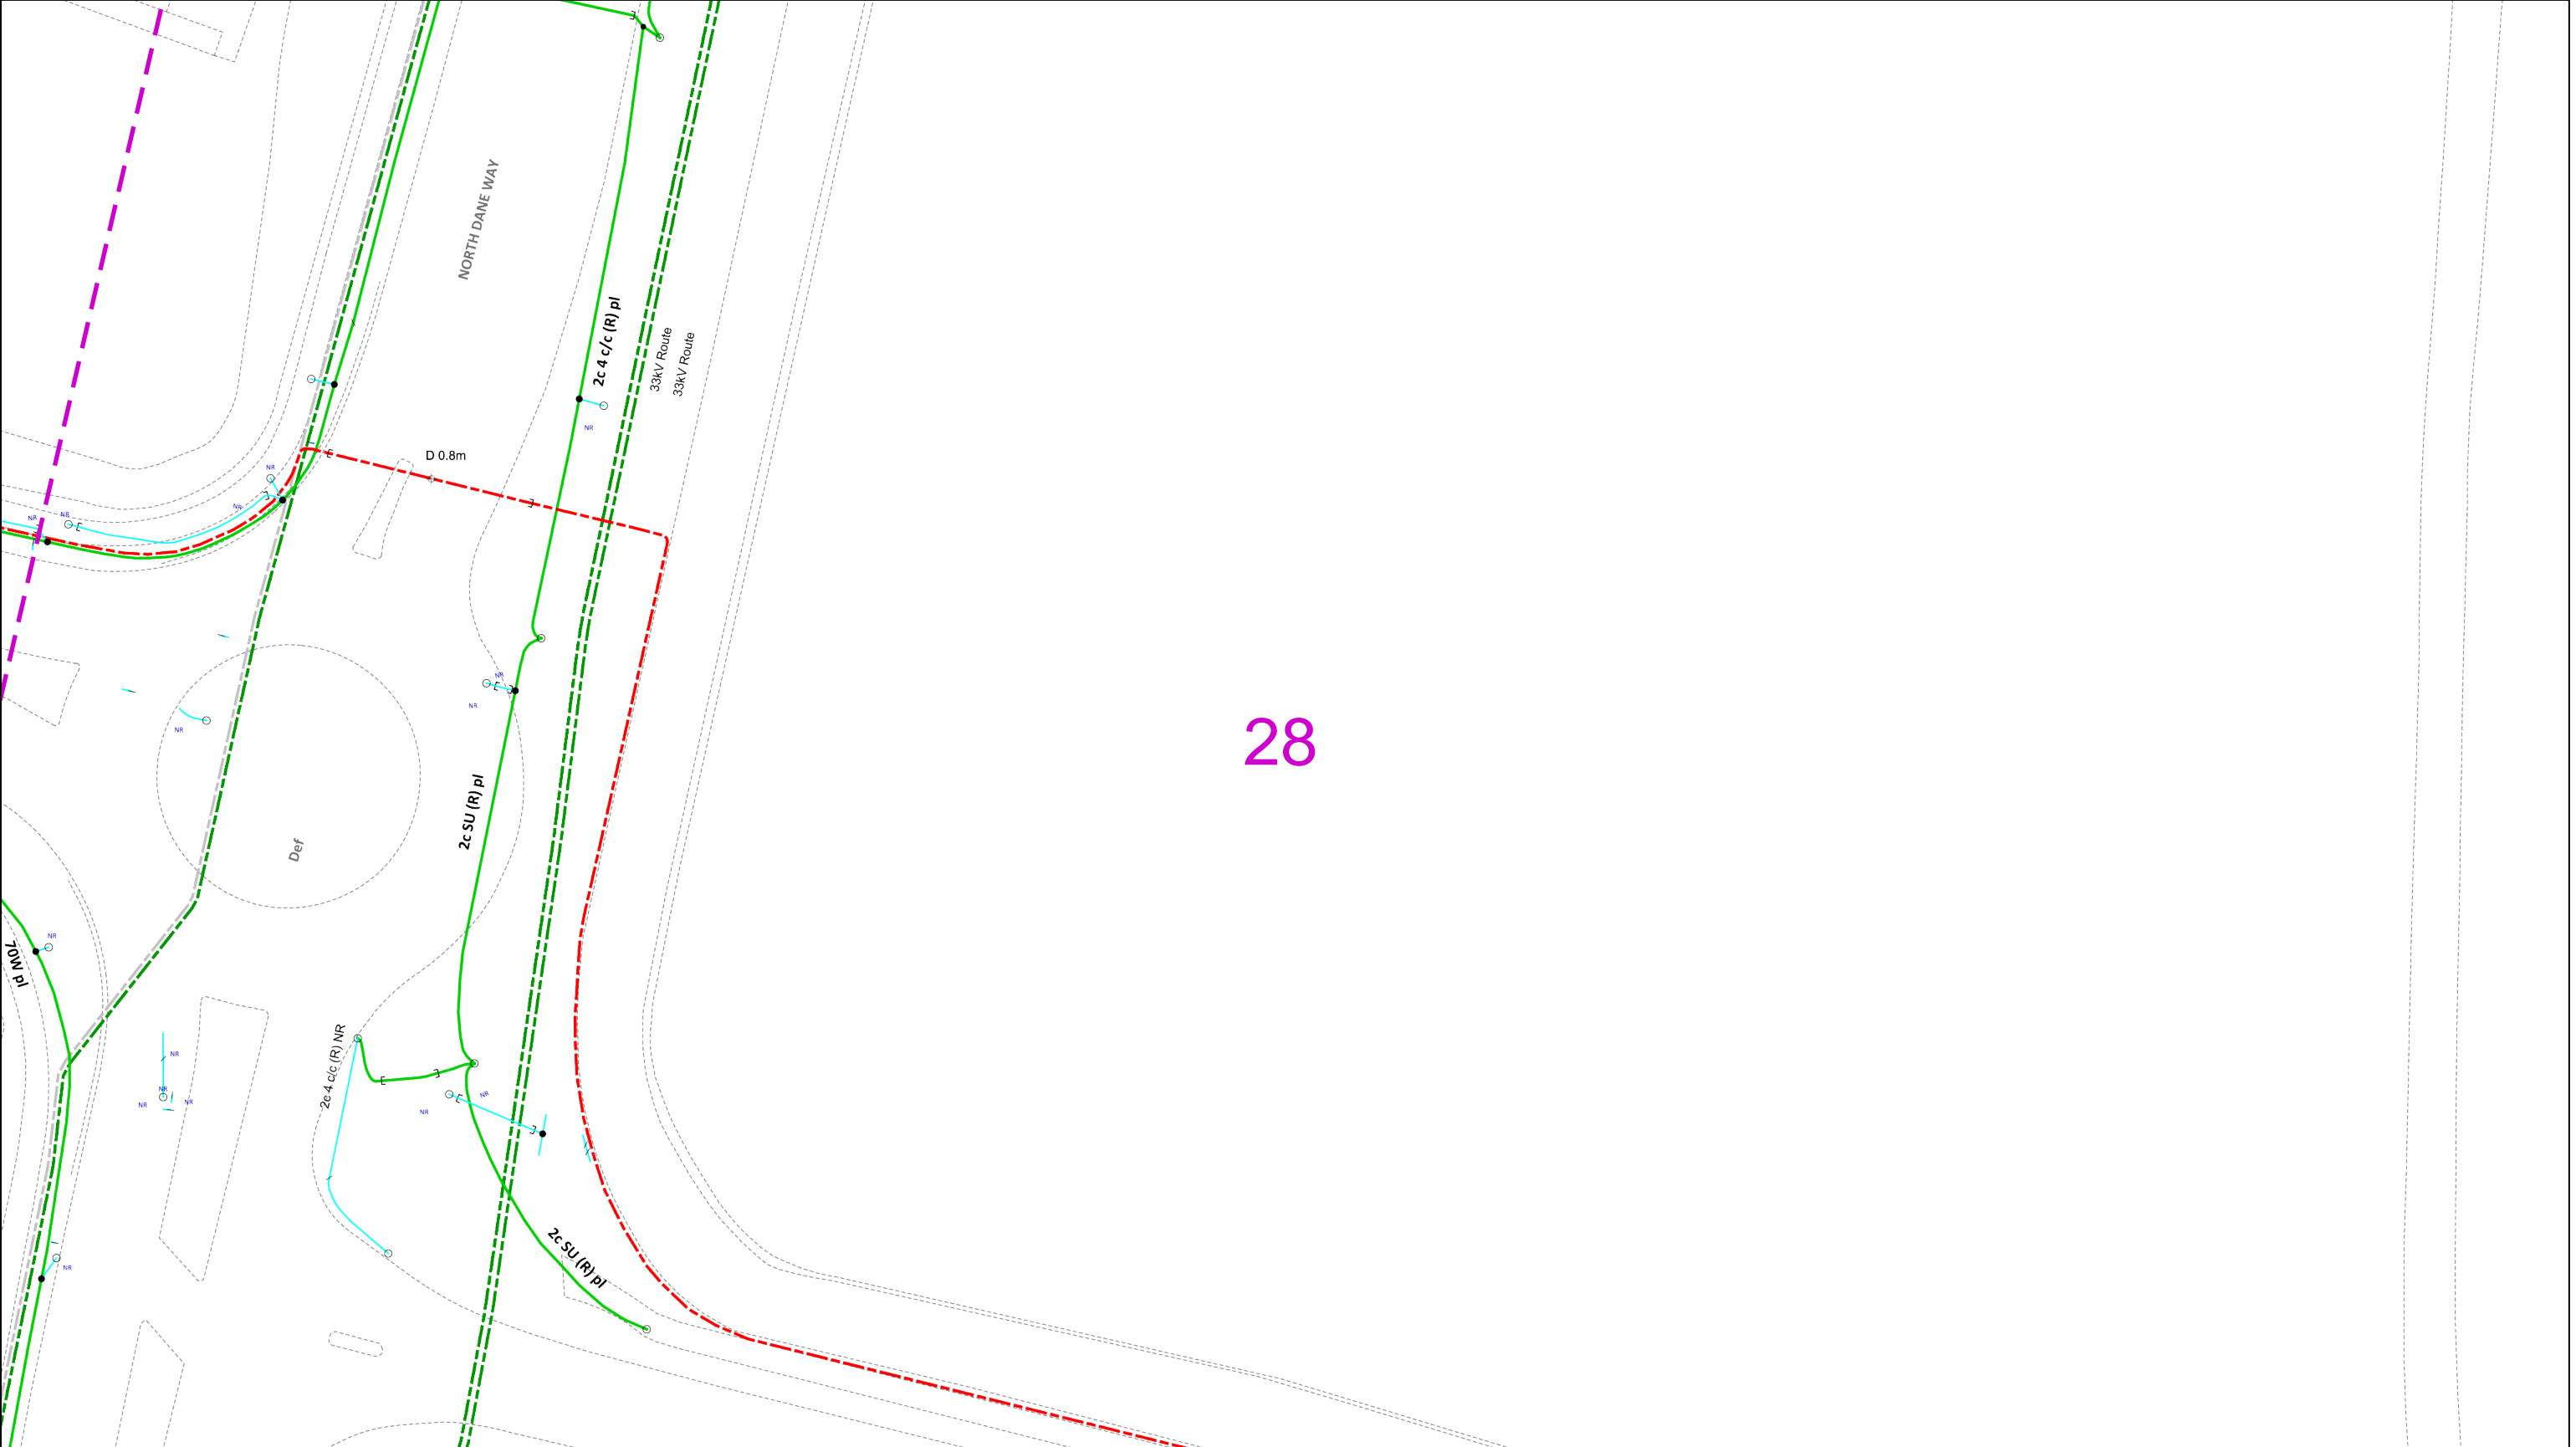 NORTH DANE WAY
2c 4 c/c (R) pl
33kV Route
33kV Route
NR
D 0.8m
NR
NR
NR
NR
NR
NR
NR
28
2c SU (R) pl
Def
NR
70W pl
2c 4 c/c (R) NR
NR
NR
NR
NR
NR
NR
2c SU (R) pl
NR